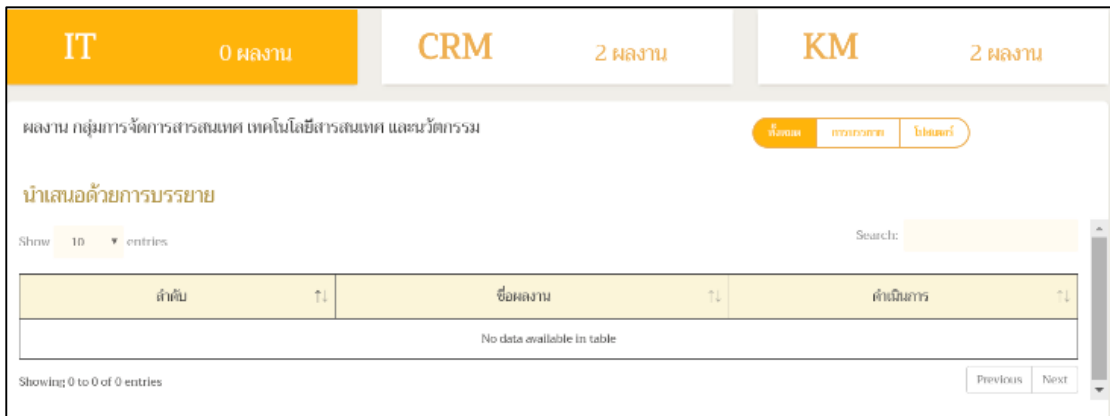 IT 0 ผลงาน CRM 2 ผลงาน KM 2 ผลงาน
ผลงาน กลุ่มการจัดการสารสนเทศ เทคโนโลยีสารสนเทศ และนวัตกรรม
ทั้งหมด โปสเตอร์
นำเสนอด้วยการบรรยาย
Show 10 entries Search:
ลำดับ ชื่อผลงาน ดำเนินการ
No data available in table
Showing 0 to 0 of 0 entries Previous Next